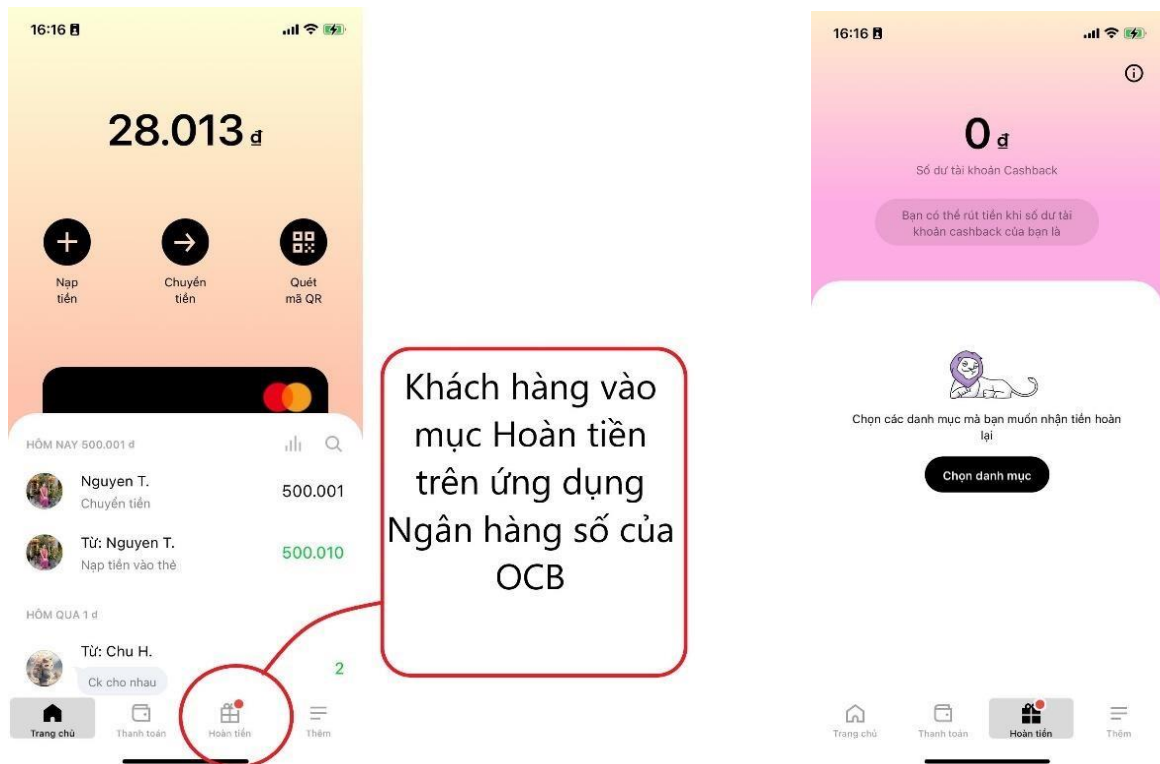 16:16
28.013 đ
Nạp
tiền
Chuyển
tiền
Quét
mã QR
HÔM NAY 500.001 đ
Nguyen T.
500.001
Chuyển tiền
Từ: Nguyen T.
500.010
Nạp tiền vào thẻ
HÔM QUA 1 đ
Từ: Chu H.
2
Ck cho nhau
Trang chủ
Thanh toán
Hoàn tiền
Thêm
Khách hàng vào
mục Hoàn tiền
trên ứng dụng
Ngân hàng số của
OCB
16:16
0 đ
Số dư tài khoản Cashback
Bạn có thể rút tiền khi số dư tài
khoản cashback của bạn là
Chọn các danh mục mà bạn muốn nhận tiền hoàn
lại
Chọn danh mục
Trang chủ
Thanh toán
Hoàn tiền
Thêm